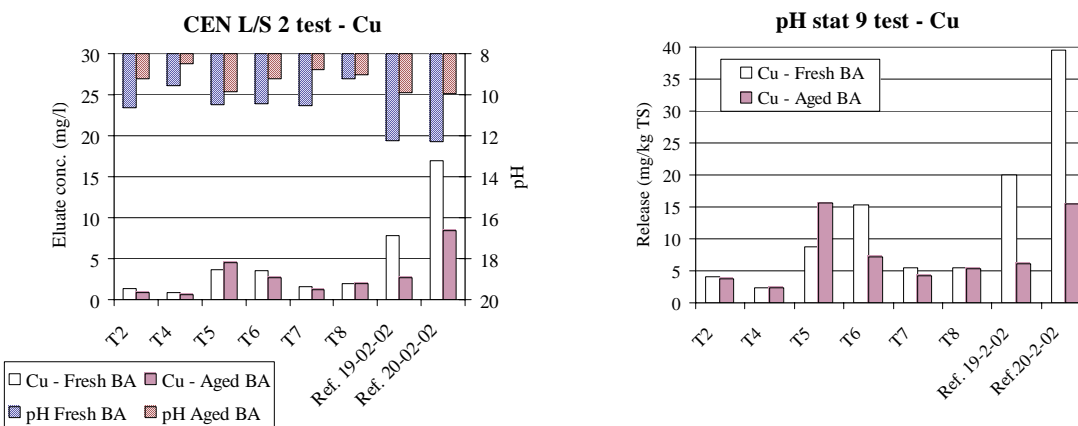 CEN L/S 2 test - Cu
Eluate conc. (mg/l)
30
25
20
15
10
5
0
8
10
12
14
16
18
20
pH
T2
T4
T5
T6
T7
T8
Ref. 19-02-02
Ref. 20-02-02
Cu - Fresh BA
Cu - Aged BA
pH Fresh BA
pH Aged BA
pH stat 9 test - Cu
Release (mg/kg TS)
40
35
30
25
20
15
10
5
0
Cu - Fresh BA
Cu - Aged BA
T2
T4
T5
T6
T7
T8
Ref. 19-2-02
Ref.20-2-02